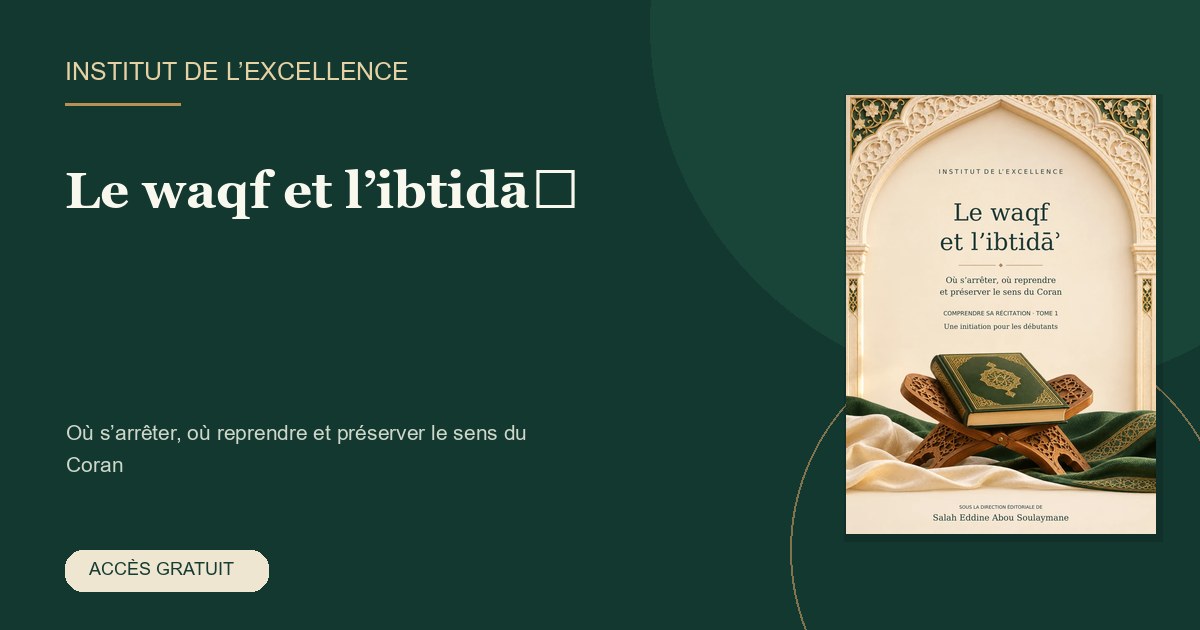 INSTITUT DE L’EXCELLENCE
Le waqf et l’ibtidā□
Où s’arrêter, où reprendre et préserver le sens du
Coran
ACCÈS GRATUIT
INSTITUT DE L’EXCELLENCE
Le waqf
et l’ibtidā’
Où s’arrêter, où reprendre
et préserver le sens du Coran
COMPRENDRE SA RÉCITATION · TOME 1
Une initiation pour les débutants
SOUS LA DIRECTION ÉDITORIALE DE
Salah Eddine Abou Soulaymane